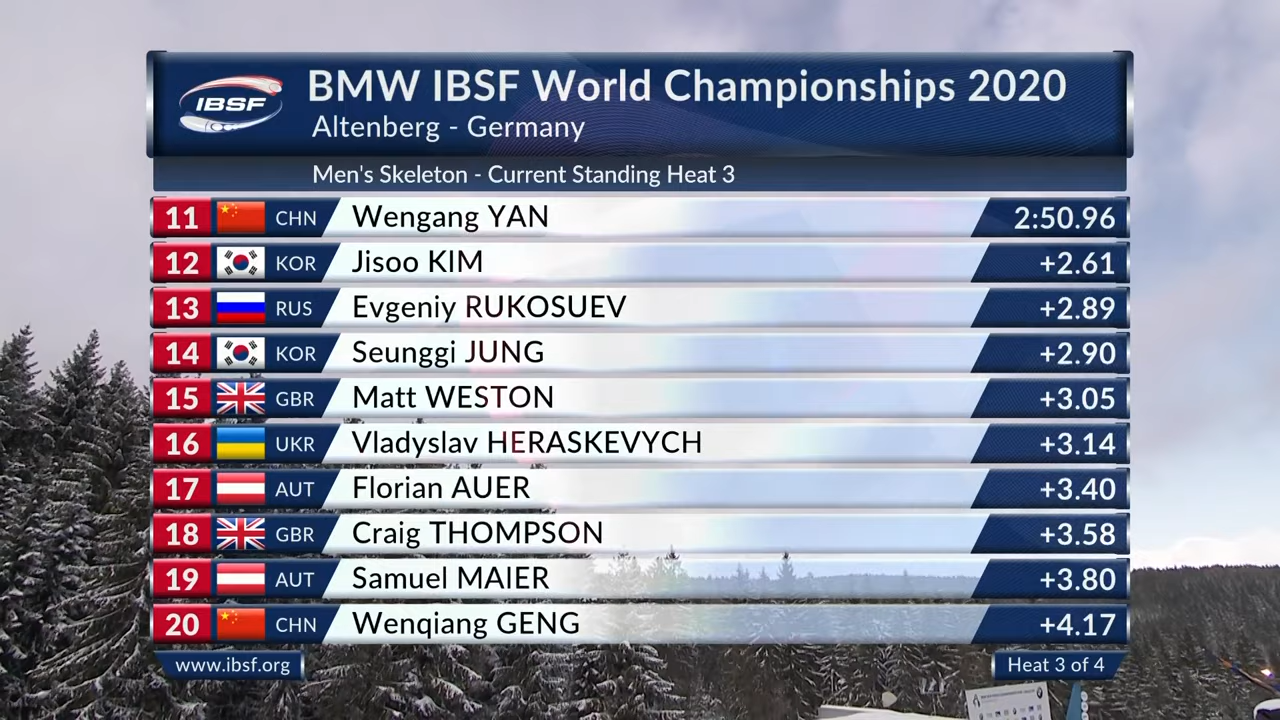 IBSF
BMW IBSF World Championships 2020
Altenberg - Germany
Men's Skeleton - Current Standing Heat 3
11 CHN Wengang YAN 2:50.96
12 KOR Jisoo KIM +2.61
13 RUS Evgeniy RUKOSUEV +2.89
14 KOR Seunggi JUNG +2.90
15 GBR Matt WESTON +3.05
16 UKR Vladyslav HERASKEVYCH +3.14
17 AUT Florian AUER +3.40
18 GBR Craig THOMPSON +3.58
19 AUT Samuel MAIER +3.80
20 CHN Wenqiang GENG +4.17
www.ibsf.org Heat 3 of 4